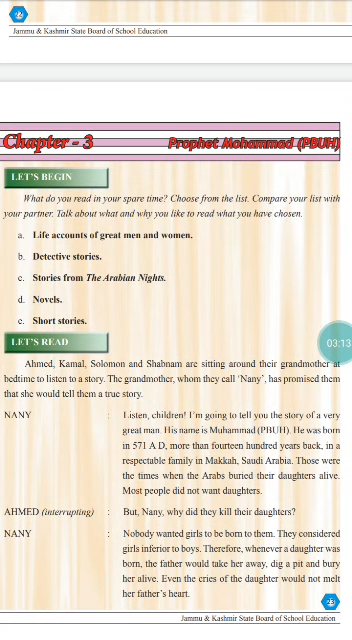 22
Jammu & Kashmir State Board of School Education
Chapter - 3 Prophet Mohammad (PBUH)
LET'S BEGIN
What do you read in your spare time? Choose from the list. Compare your list with
your partner. Talk about what and why you like to read what you have chosen.
a. Life accounts of great men and women.
b. Detective stories.
c. Stories from The Arabian Nights.
d. Novels.
e. Short stories.
LET'S READ
03:13
Ahmed, Kamal, Solomon and Shabnam are sitting around their grandmother at
bedtime to listen to a story. The grandmother, whom they call 'Nany', has promised them
that she would tell them a true story.
NANY : Listen, children! I'm going to tell you the story of a very
great man. His name is Muhammad (PBUH). He was born
in 571 A D, more than fourteen hundred years back, in a
respectable family in Makkah, Saudi Arabia. Those were
the times when the Arabs buried their daughters alive.
Most people did not want daughters.
AHMED (interrupting) : But, Nany, why did they kill their daughters?
NANY : Nobody wanted girls to be born to them. They considered
girls inferior to boys. Therefore, whenever a daughter was
born, the father would take her away, dig a pit and bury
her alive. Even the cries of the daughter would not melt
her father's heart.
23
Jammu & Kashmir State Board of School Education